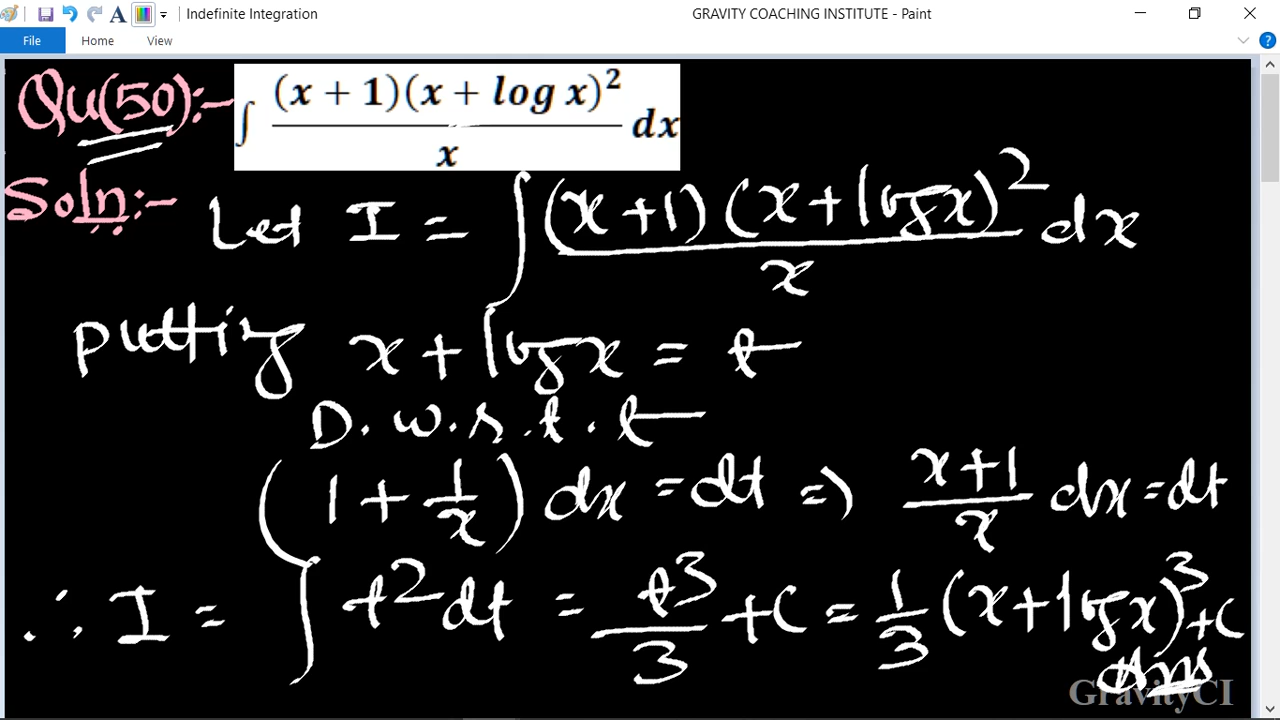 Indefinite Integration
GRAVITY COACHING INSTITUTE - Paint
File Home View
Qu(50):- ∫ (x + 1)(x + log x)² / x dx
Soln:-
Let I = ∫ (x+1) (x+logx)² / x dx
putting x + logx = t
D. w. r. t. t
(1 + 1/x) dx = dt => x+1/x dx = dt
∴ I = ∫ t² dt = t³/3 + C = 1/3 (x+logx)³ + C
Ans
GravityCI